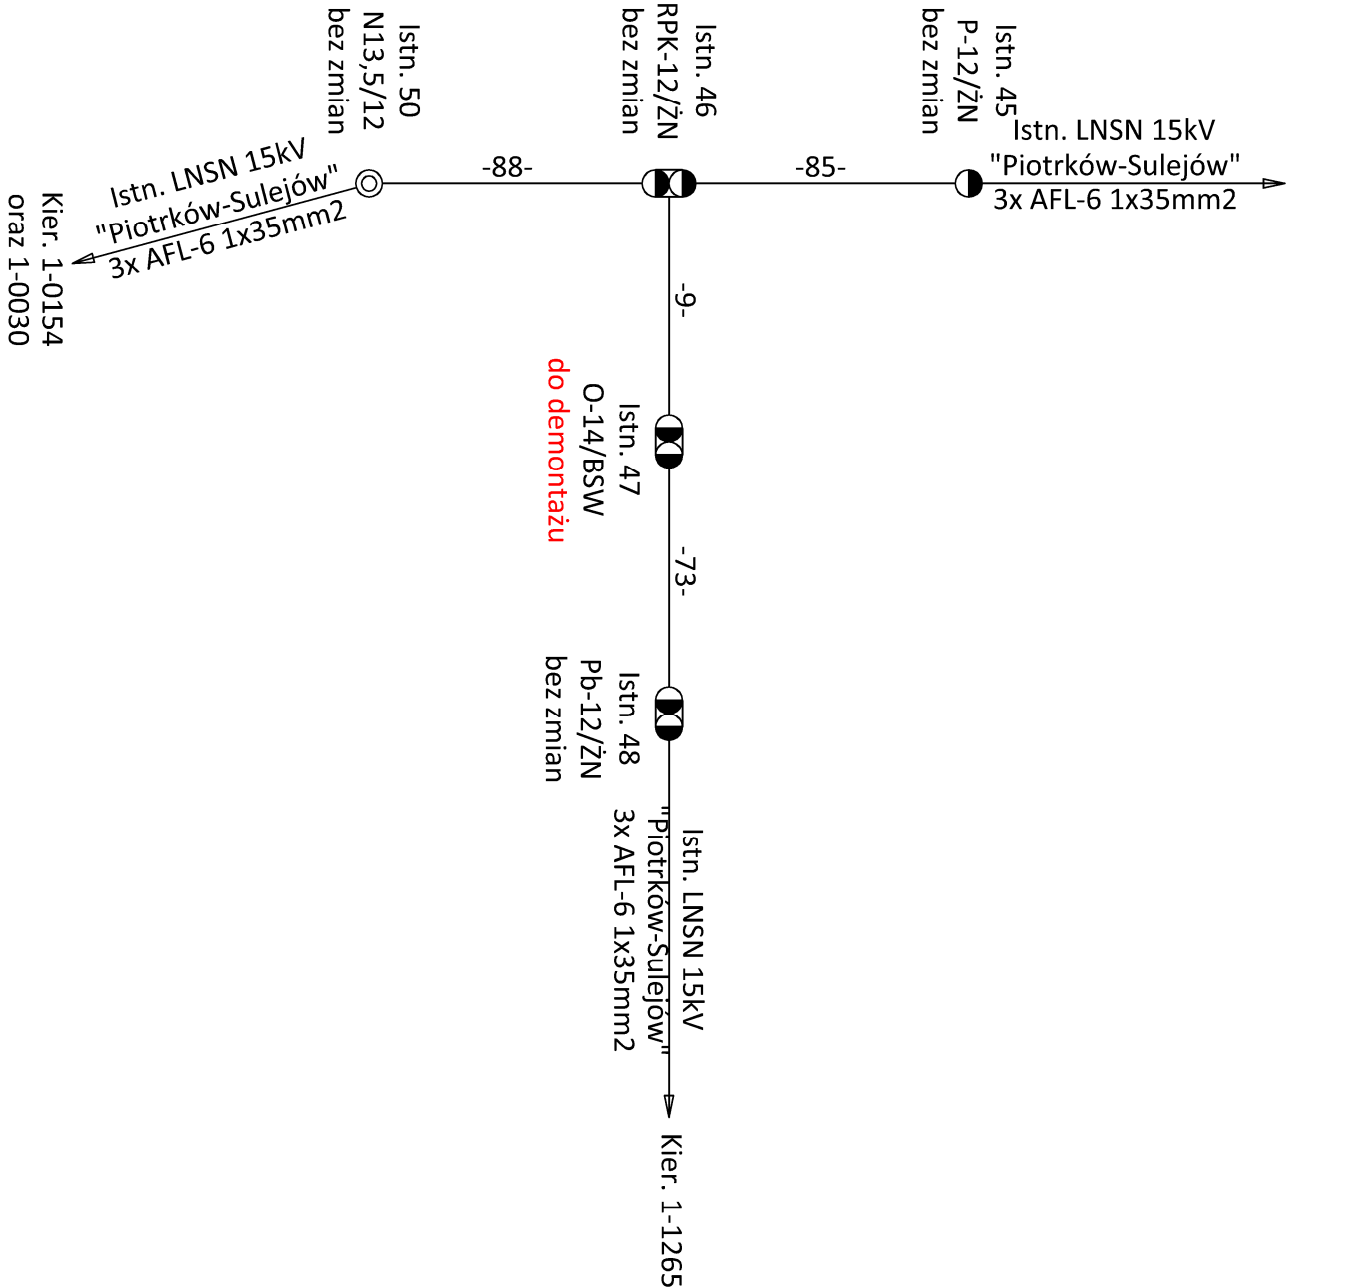 Istn. 50
N13,5/12
bez zmian
Istn. 46
RPK-12/ŻN
bez zmian
Istn. 45
P-12/ŻN
bez zmian
Istn. LNSN 15kV
"Piotrków-Sulejów"
3x AFL-6 1x35mm2
-88-
-85-
Istn. LNSN 15kV
"Piotrków-Sulejów"
3x AFL-6 1x35mm2
Kier. 1-0154
oraz 1-0030
-9-
Istn. 47
O-14/BSW
do demontażu
-73-
Istn. 48
Pb-12/ŻN
bez zmian
Istn. LNSN 15kV
"Piotrków-Sulejów"
3x AFL-6 1x35mm2
Kier. 1-1265